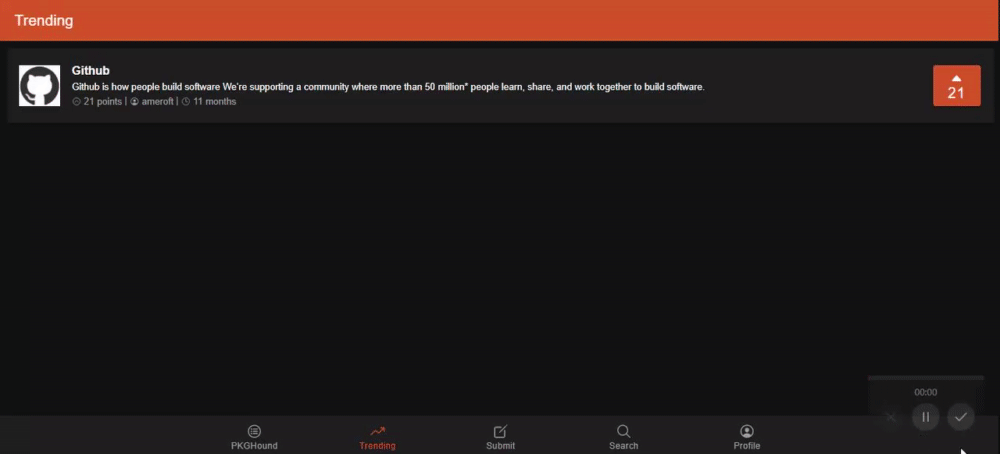 Trending
Github
Github is how people build software We're supporting a community where more than 50 million* people learn, share, and work together to build software.
21 points | ameroft | 11 months
21
00:00
PKGHound
Trending
Submit
Search
Profile